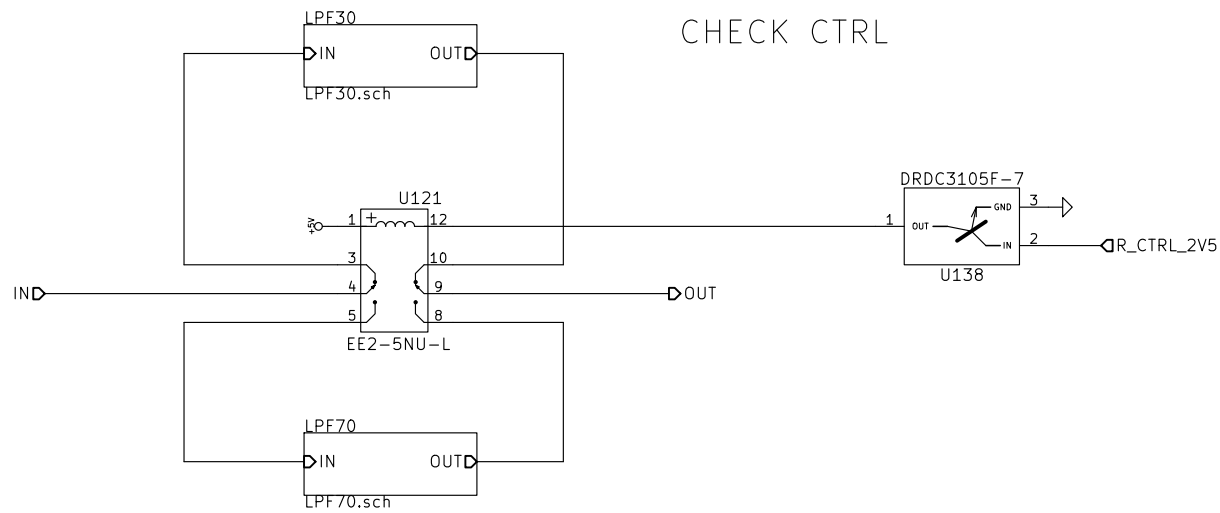 LPF30
IN OUT
LPF30.sch
CHECK CTRL
U121
+5V 1 + 12
3 10
IN 4 9 OUT
5 8
EE2-5NU-L
DRDC3105F-7
1 OUT GND 3
IN 2 R_CTRL_2V5
U138
LPF70
IN OUT
LPF70.sch